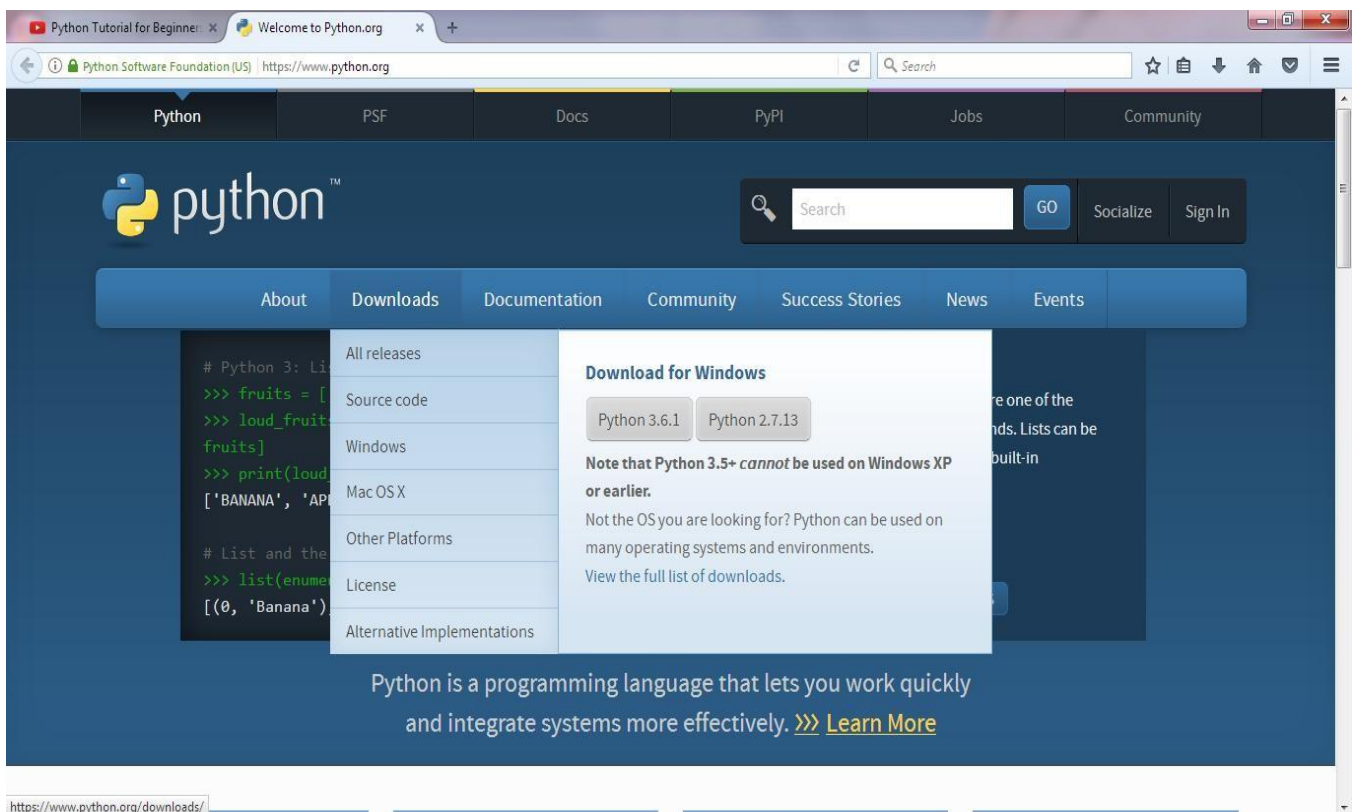 Python Tutorial for Beginner: × Welcome to Python.org × +
Python Software Foundation (US) https://www.python.org Search
Python PSF Docs PyPI Jobs Community
python™
Search GO Socialize Sign In
About Downloads Documentation Community Success Stories News Events
# Python 3: Li
>>> fruits = [
>>> loud_fruit
fruits]
>>> print(loud_
['BANANA', 'AP
# List and the
>>> list(enume
[(0, 'Banana')
All releases
Source code
Windows
Mac OS X
Other Platforms
License
Alternative Implementations
Download for Windows
Python 3.6.1 Python 2.7.13
Note that Python 3.5+ cannot be used on Windows XP
or earlier.
Not the OS you are looking for? Python can be used on
many operating systems and environments.
View the full list of downloads.
re one of the
nds. Lists can be
built-in
Python is a programming language that lets you work quickly
and integrate systems more effectively. >>> Learn More
https://www.python.org/downloads/